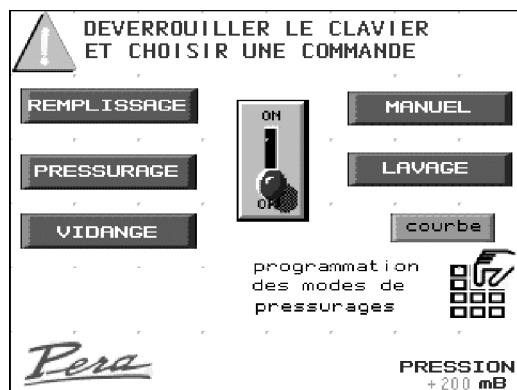 DEVERROUILLER LE CLAVIER
ET CHOISIR UNE COMMANDE
REMPLISSAGE
PRESSURAGE
VIDANGE
ON
OFF
MANUEL
LAVAGE
courbe
programmation
des modes de
pressurages
Pera
PRESSION
+200 mB